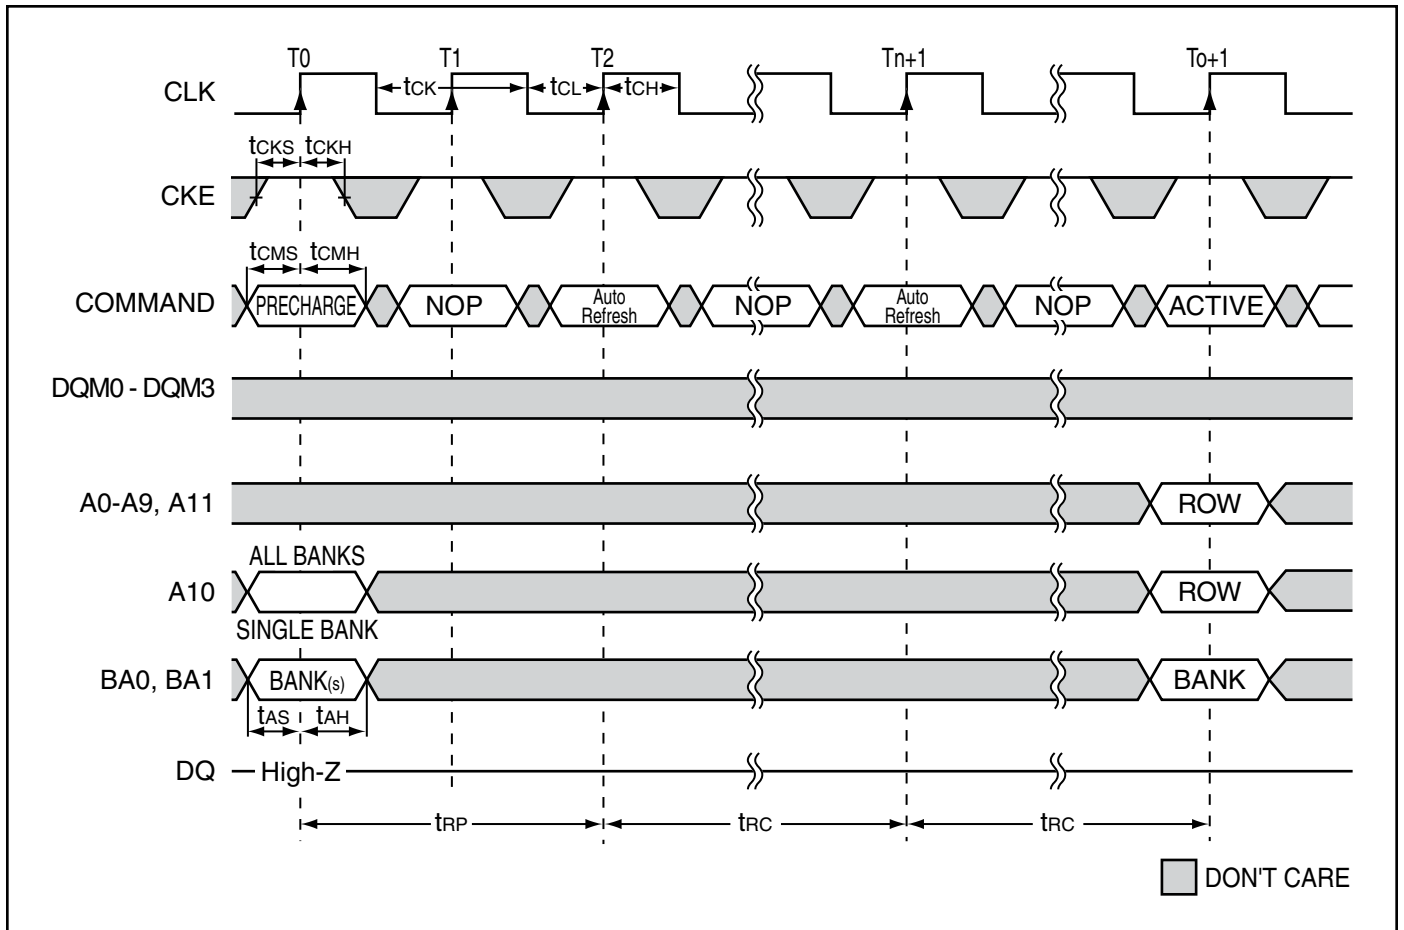 T0 T1 T2 Tn+1 To+1
CLK tCK tCL tCH
tCKS tCKH
CKE
tCMS tCMH
COMMAND PRECHARGE NOP Auto Refresh NOP Auto Refresh NOP ACTIVE
DQM0 - DQM3
A0-A9, A11 ROW
ALL BANKS
A10 ROW
SINGLE BANK
BA0, BA1 BANK(s) BANK
tAS tAH
DQ High-Z
tRP tRC tRC
DON'T CARE